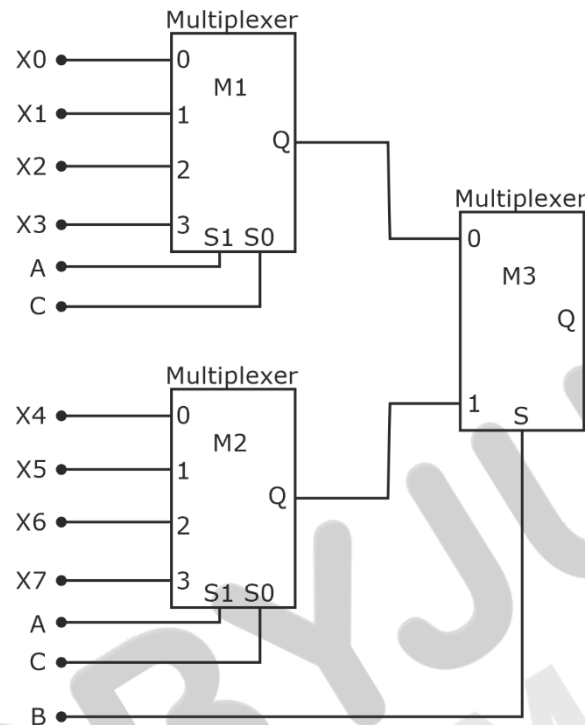 Multiplexer
X0 0
M1
X1 1
Q
X2 2
X3 3
S1 S0
A
C
Multiplexer
0
M3
Q
1
S
Multiplexer
X4 0
M2
X5 1
Q
X6 2
X7 3
S1 S0
A
C
B
BYJU